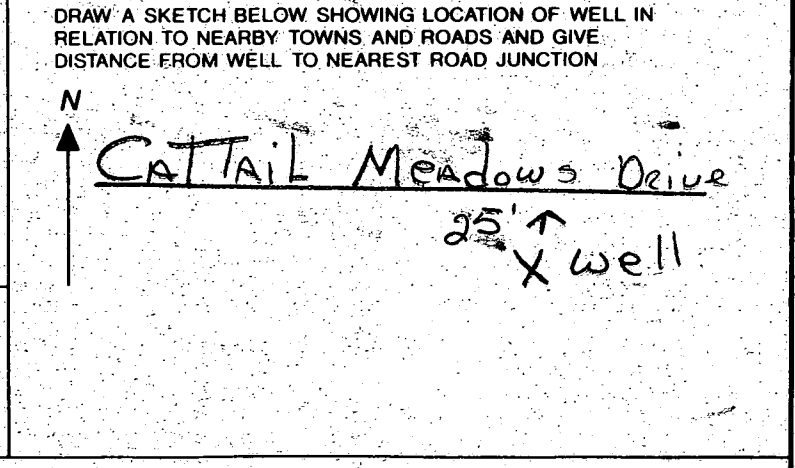 DRAW A SKETCH BELOW SHOWING LOCATION OF WELL IN
RELATION TO NEARBY TOWNS AND ROADS AND GIVE
DISTANCE FROM WELL TO NEAREST ROAD JUNCTION
N
CATTAIL Meadows Drive
25' ↑
X well